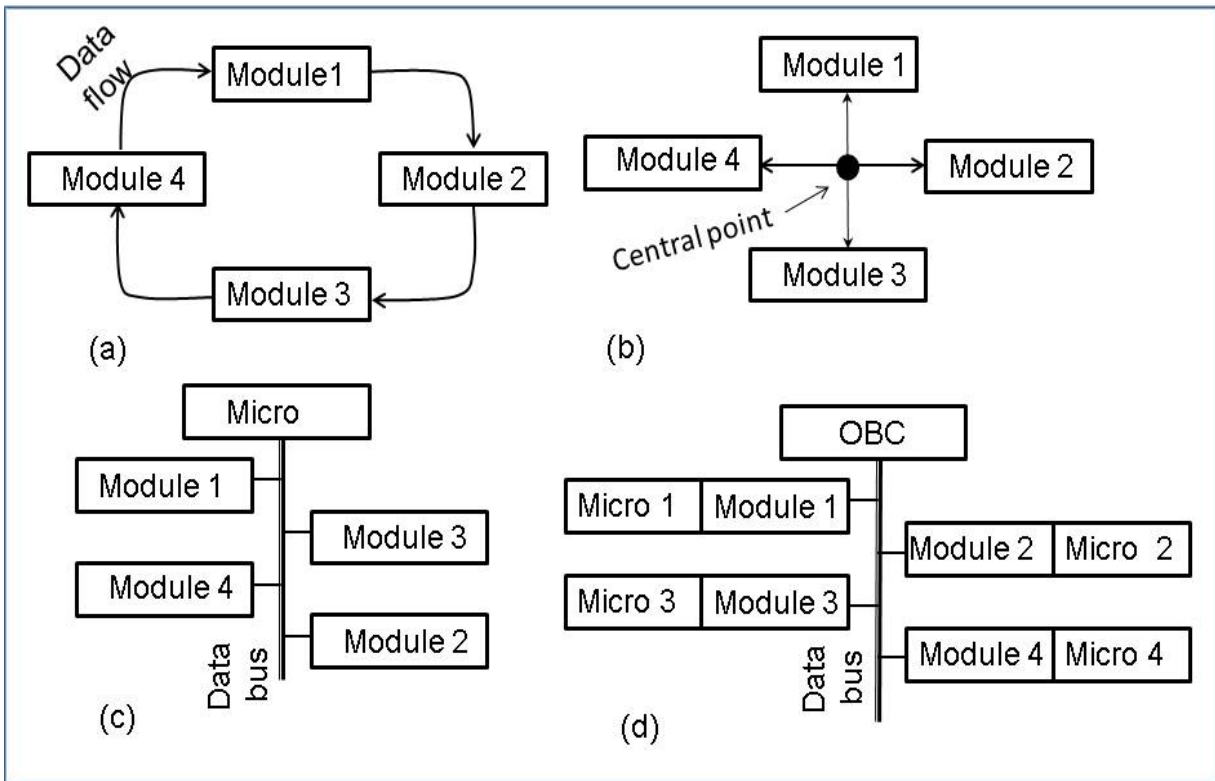 Data
flow
Module1
Module 4
Module 2
Module 3
(a)
Module 1
Module 4
Module 2
Central point
Module 3
(b)
Micro
Module 1
Module 3
Module 4
Module 2
Data
bus
(c)
OBC
Micro 1 Module 1
Module 2 Micro 2
Micro 3 Module 3
Module 4 Micro 4
Data
bus
(d)